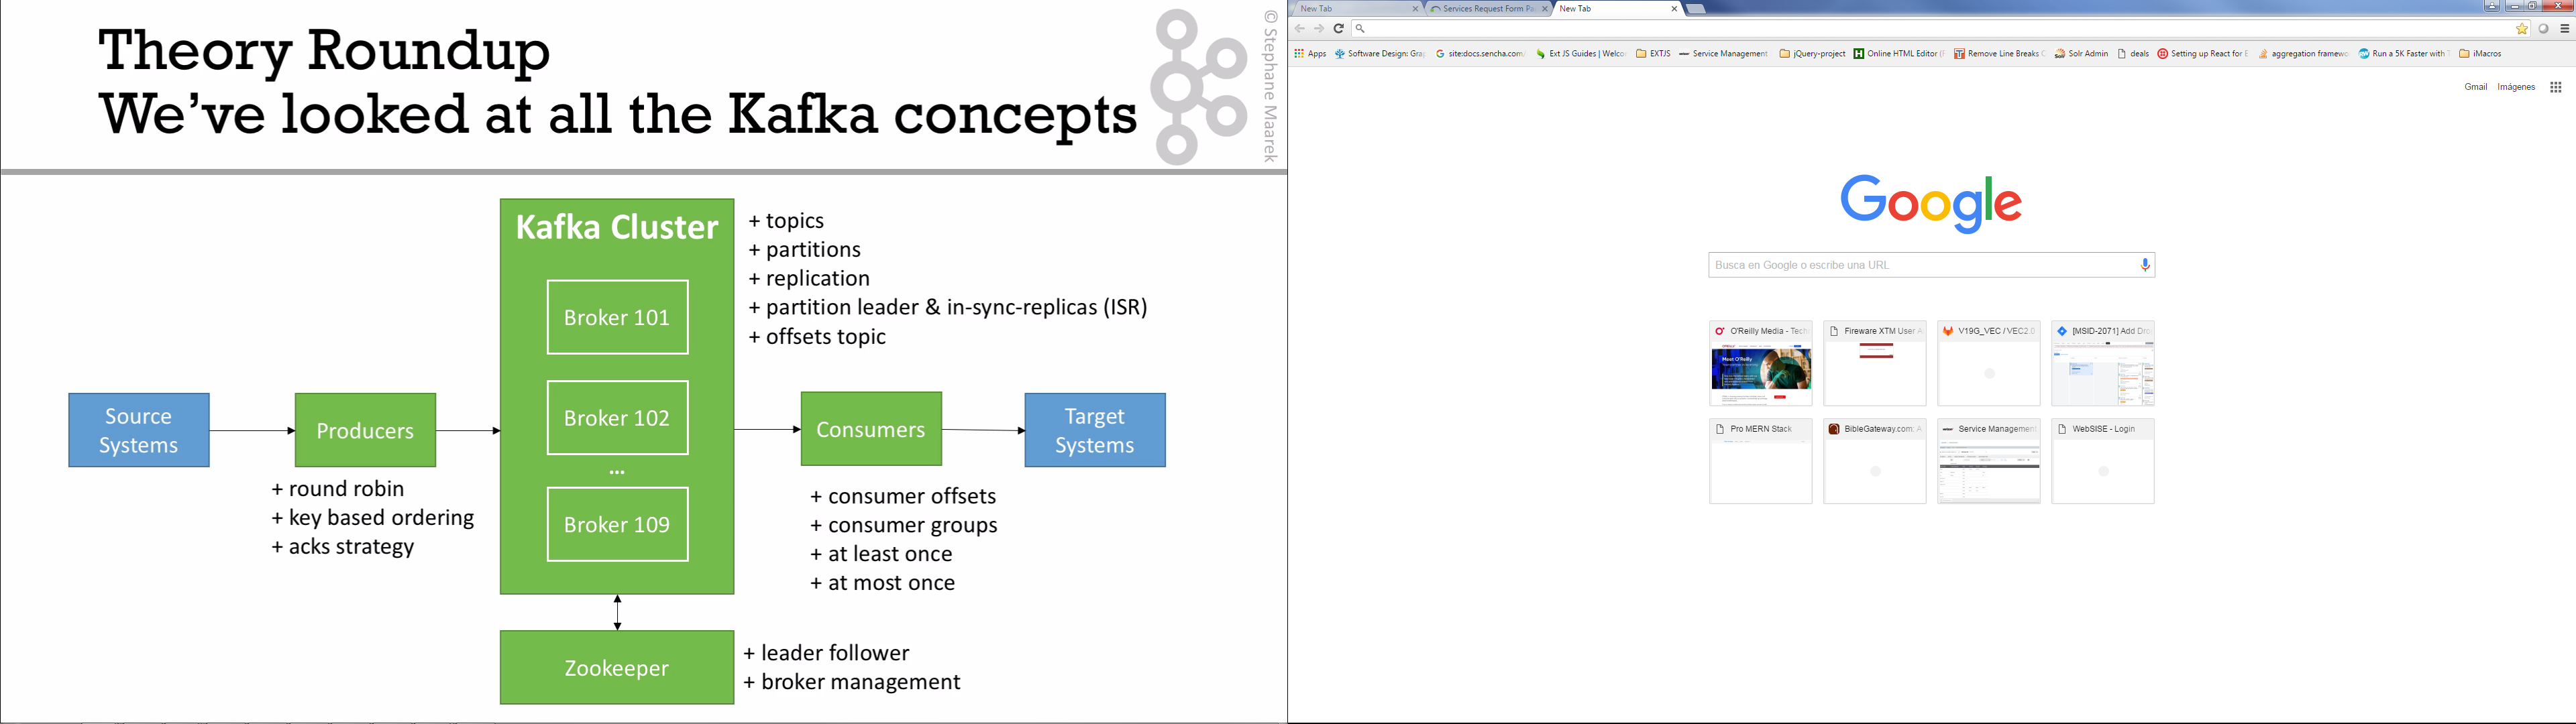 Theory Roundup
We've looked at all the Kafka concepts
© Stephane Maarek
Kafka Cluster
Broker 101
Broker 102
...
Broker 109
+ topics
+ partitions
+ replication
+ partition leader & in-sync-replicas (ISR)
+ offsets topic
Source
Systems
Producers
Consumers
Target
Systems
+ round robin
+ key based ordering
+ acks strategy
+ consumer offsets
+ consumer groups
+ at least once
+ at most once
Zookeeper
+ leader follower
+ broker management
New Tab
Services Request Form
New Tab
Apps Software Design: site:docs.sencha.com Ext JS Guides | EXTJS Service Management jQuery-project Online HTML Editor Remove Line Breaks Solr Admin deals Setting up React for aggregation Run a 5K Faster with iMacros
Gmail Imágenes
Google
Busca en Google o escribe una URL
O'Reilly Media - Fireware XTM User V19G_VEC / VEC2.0 [MSID-2071] Add
Meet O'Reilly
Pro MERN Stack BibleGateway.com: Service Management WebSISE - Login